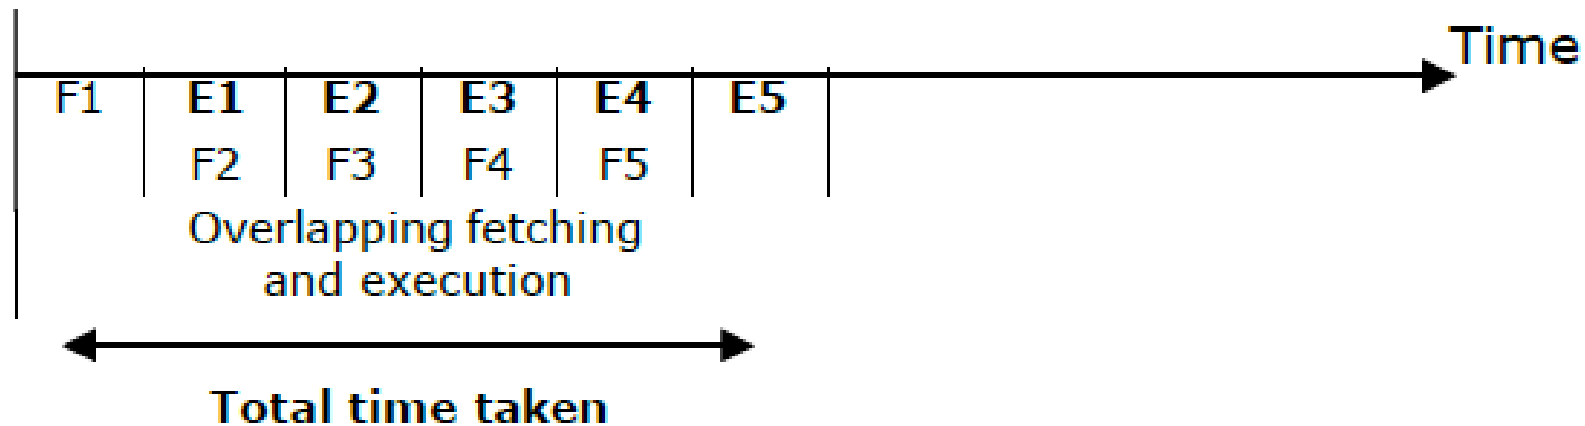 Time
F1 E1 E2 E3 E4 E5
F2 F3 F4 F5
Overlapping fetching
and execution
Total time taken